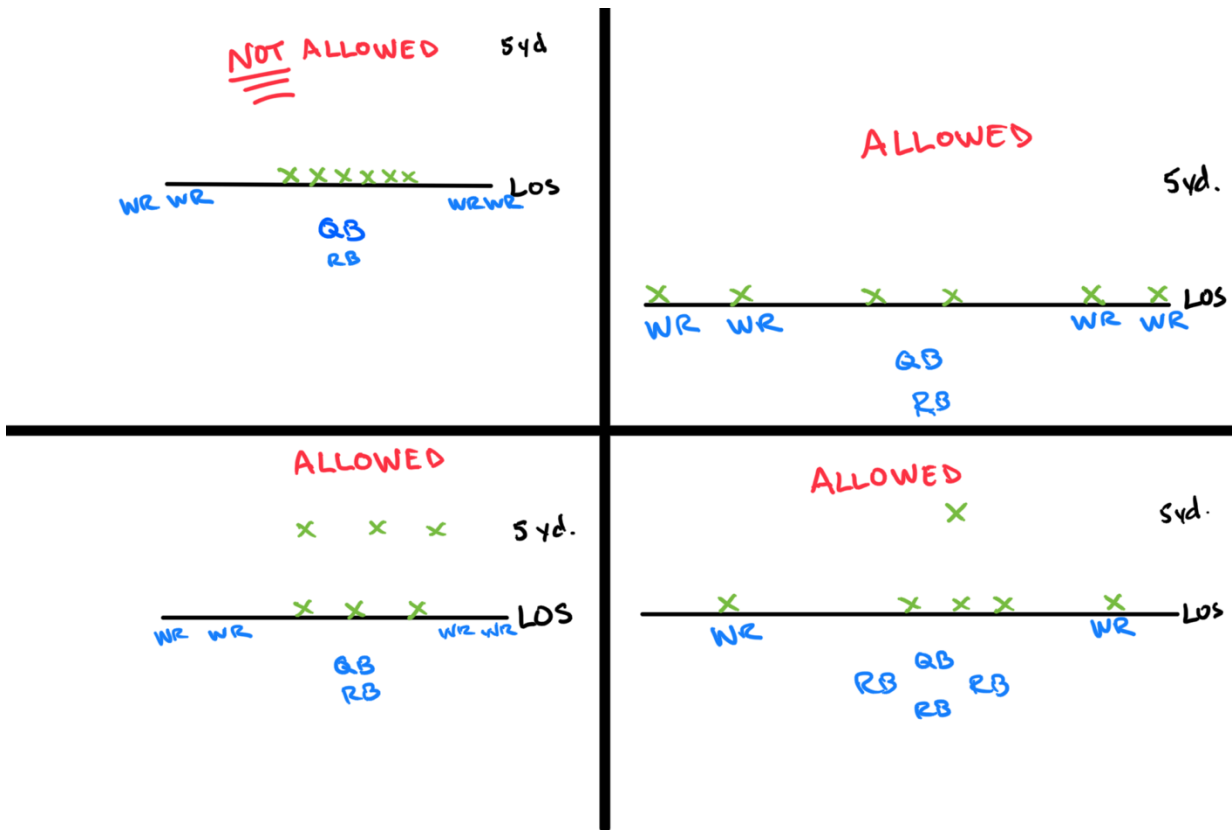 NOT ALLOWED 5yd
X X X X X X
LOS
WR WR WR WR
QB
RB
ALLOWED
5yd.
X X X X X X
LOS
WR WR WR WR
QB
RB
ALLOWED
X X X 5 yd.
X X X
LOS
WR WR WR WR
QB
RB
ALLOWED
X 5yd.
X X X X X
LOS
WR WR
QB
RB RB
RB